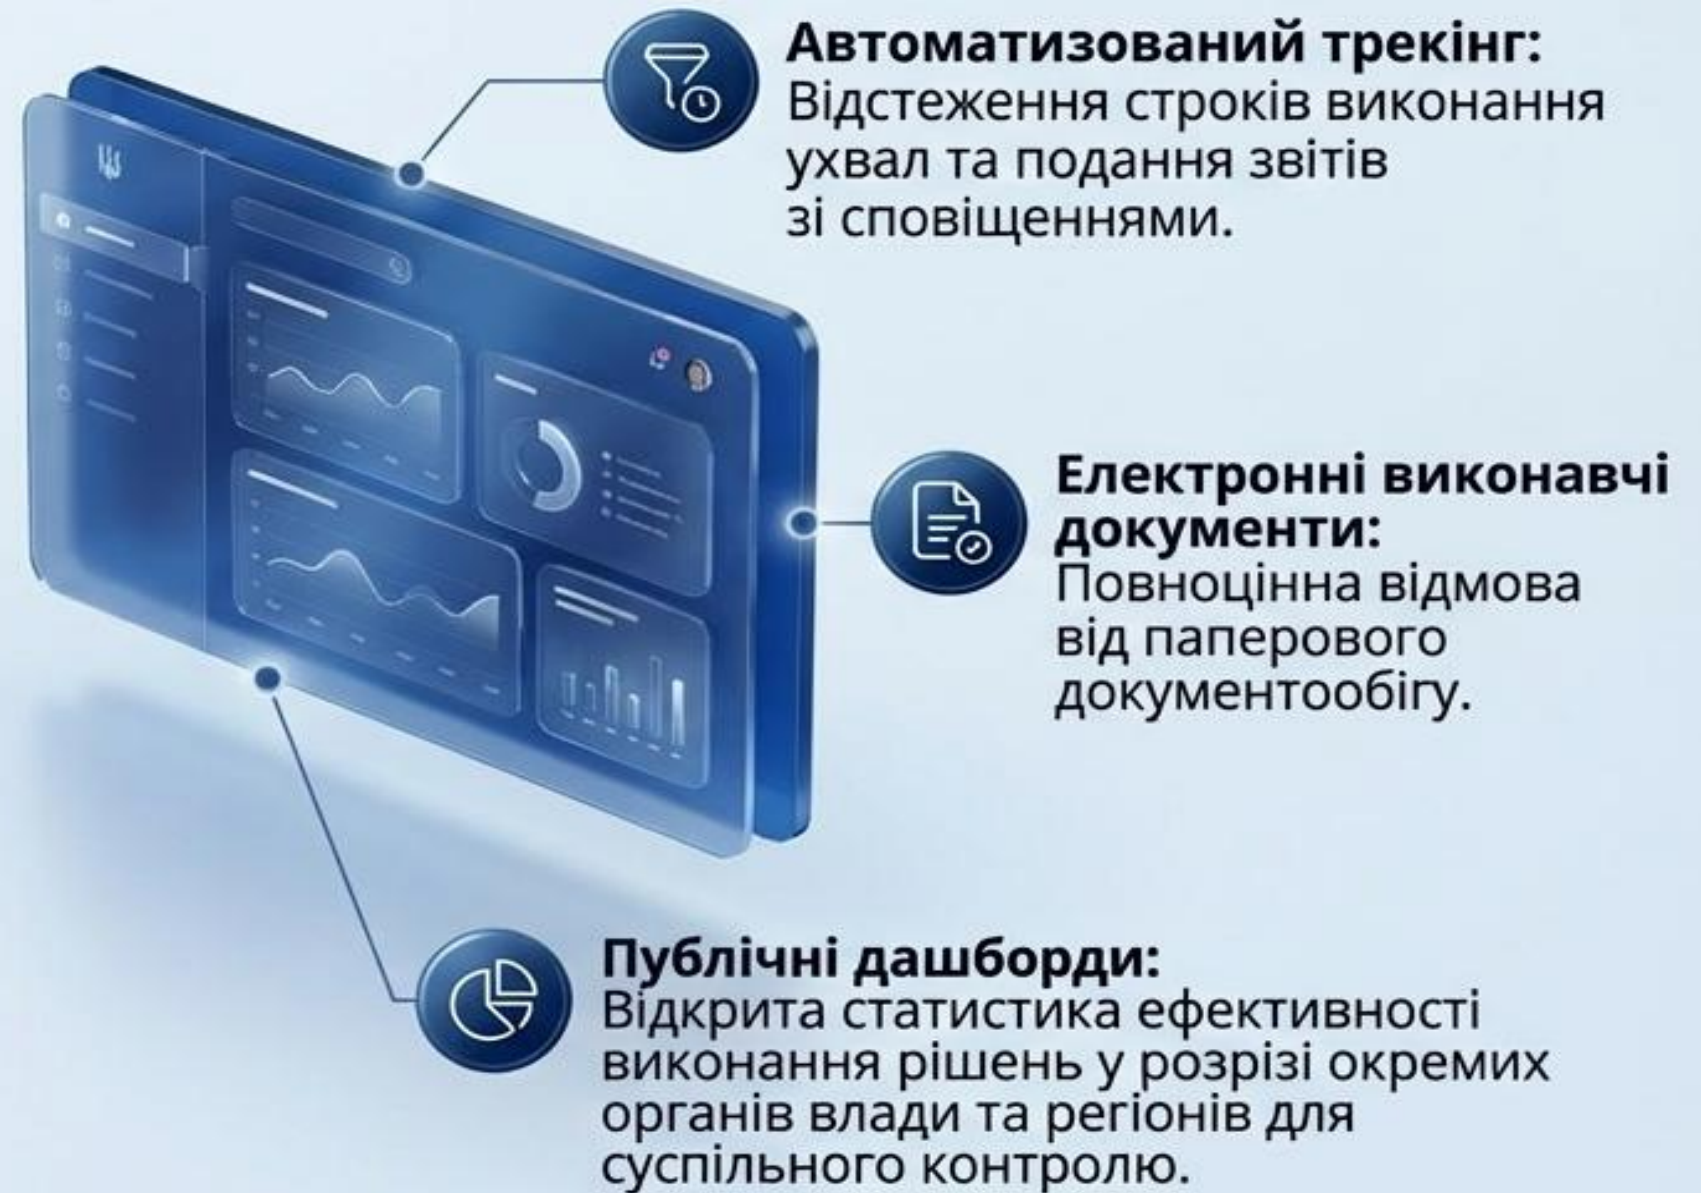 Автоматизований трекінг:
Відстеження строків виконання
ухвал та подання звітів
зі сповіщеннями.
Електронні виконавчі
документи:
Повноцінна відмова
від паперового
документообігу.
Публічні дашборди:
Відкрита статистика ефективності
виконання рішень у розрізі окремих
органів влади та регіонів для
суспільного контролю.